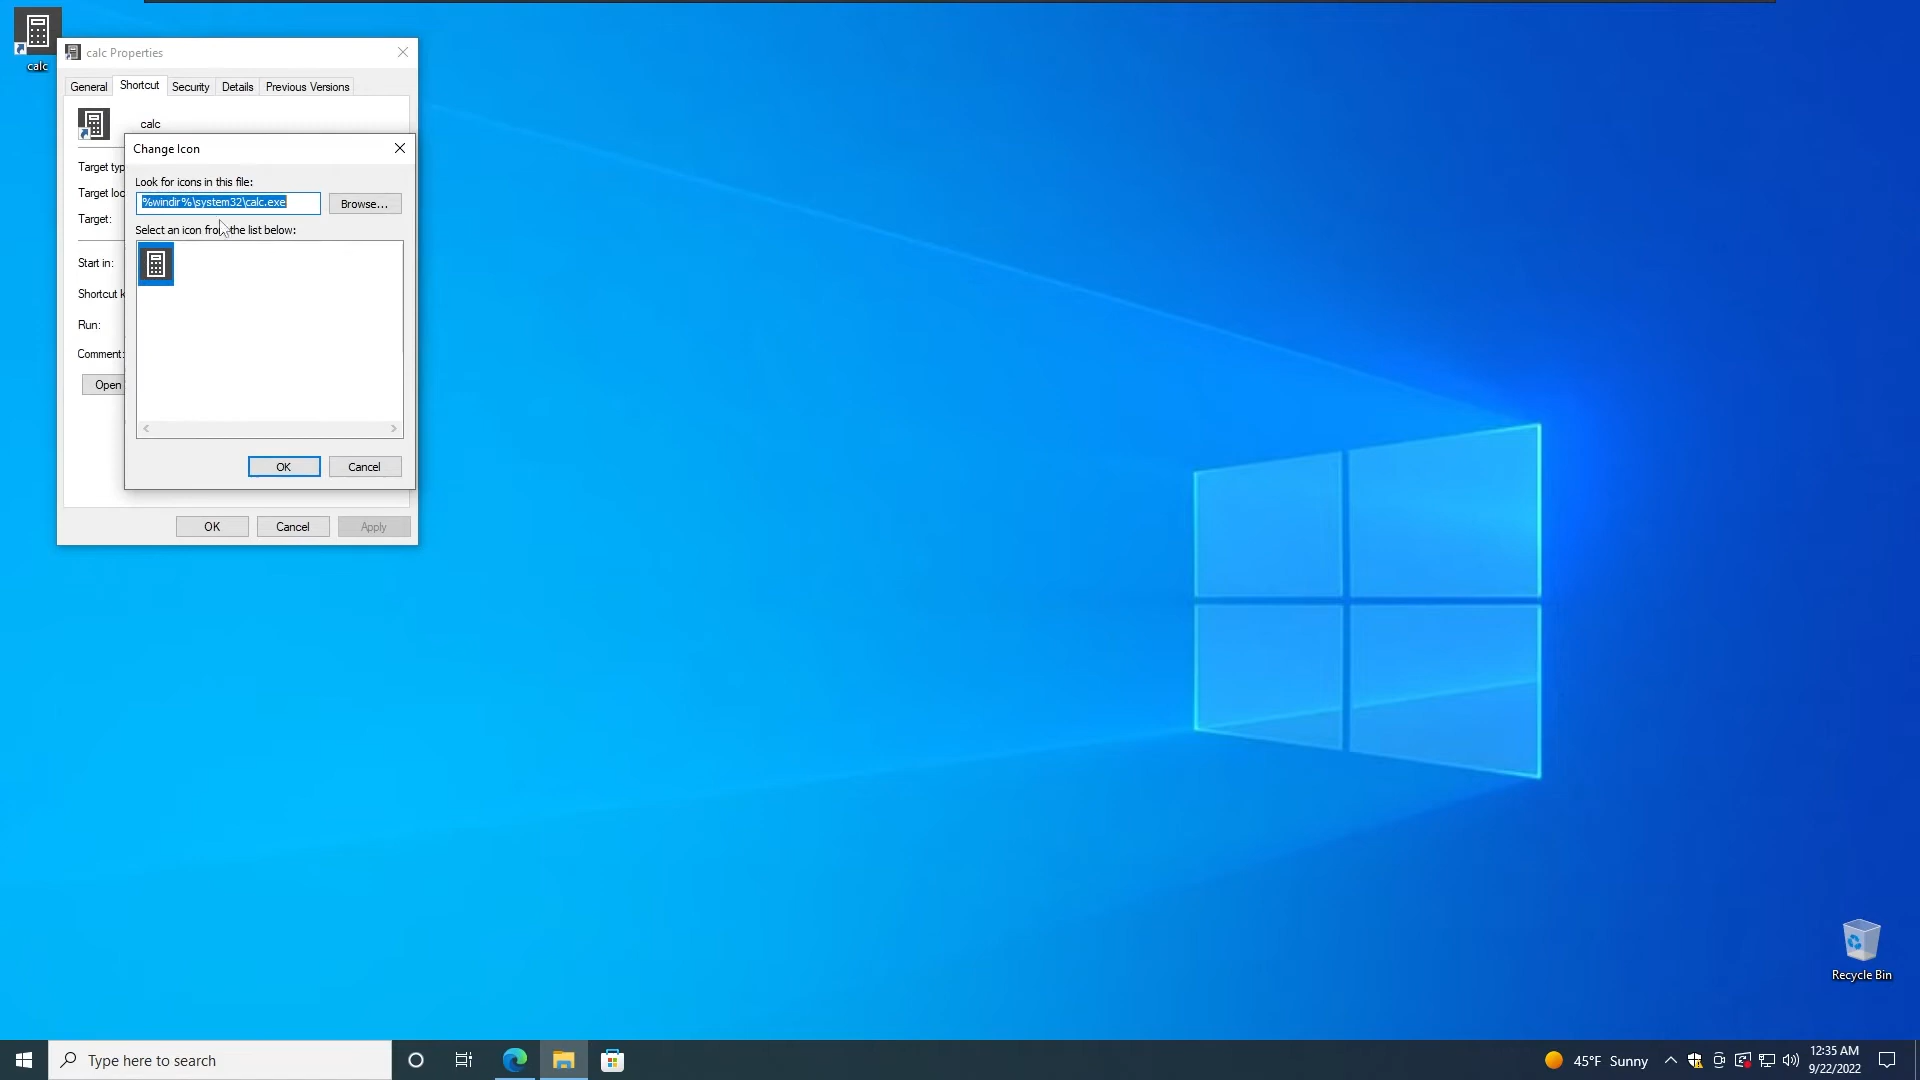 calc
calc Properties
General
Shortcut
Security
Details
Previous Versions
calc
Target typ
Target loc
Target:
Start in:
Shortcut k
Run:
Comment:
Open
Change Icon
Look for icons in this file:
%windir%\system32\calc.exe
Browse...
Select an icon from the list below:
OK
Cancel
OK
Cancel
Apply
Recycle Bin
Type here to search
45°F Sunny
12:35 AM
9/22/2022